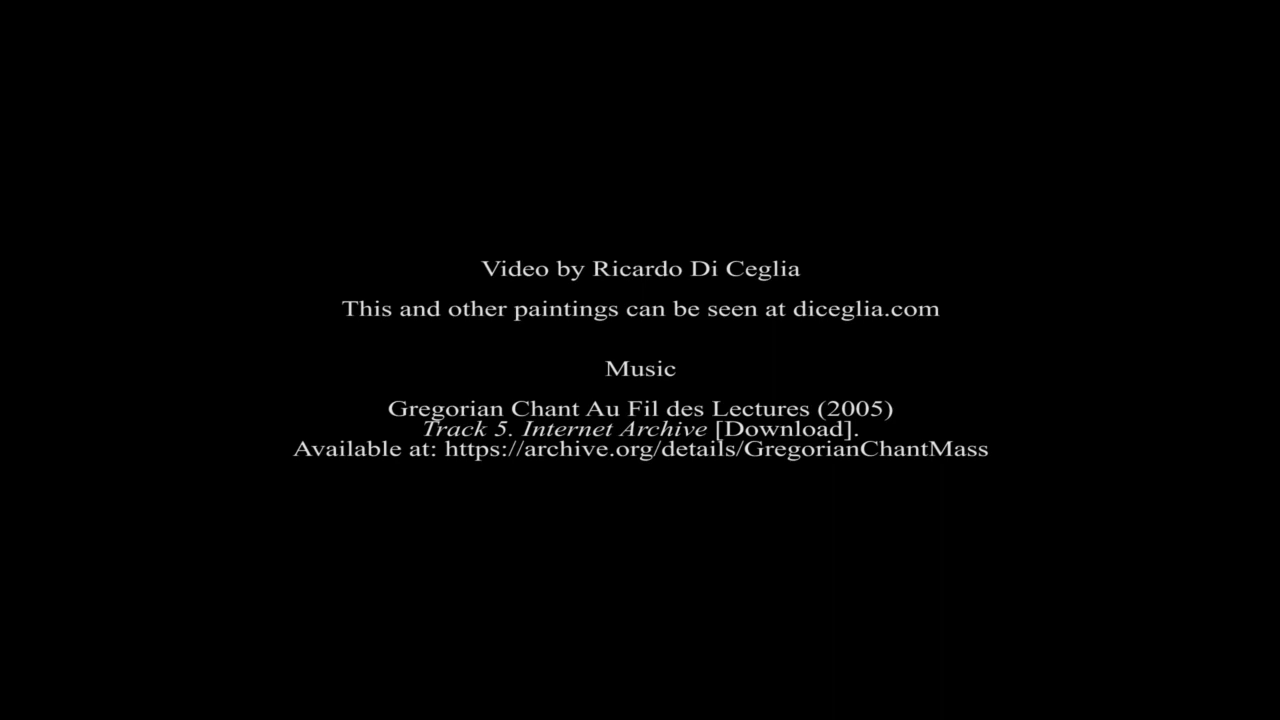 Video by Ricardo Di Ceglia
This and other paintings can be seen at diceglia.com
Music
Gregorian Chant Au Fil des Lectures (2005)
Track 5. Internet Archive [Download].
Available at: https://archive.org/details/GregorianChantMass